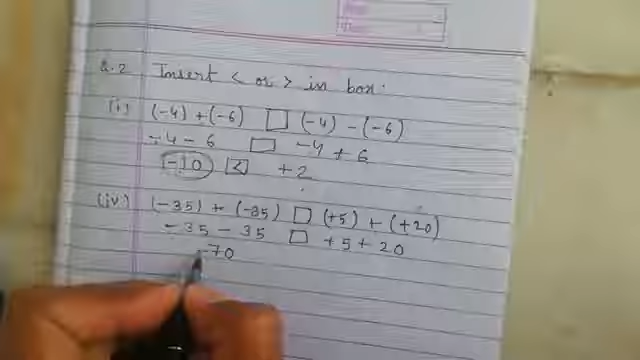 Q.2 Insert < or > in box.
(i) (-4) + (-6) □ (-4) - (-6)
-4 - 6 □ -4 + 6
-10 < +2
(iv) (-35) + (-35) □ (+5) + (+20)
-35 - 35 □ +5 + 20
-70